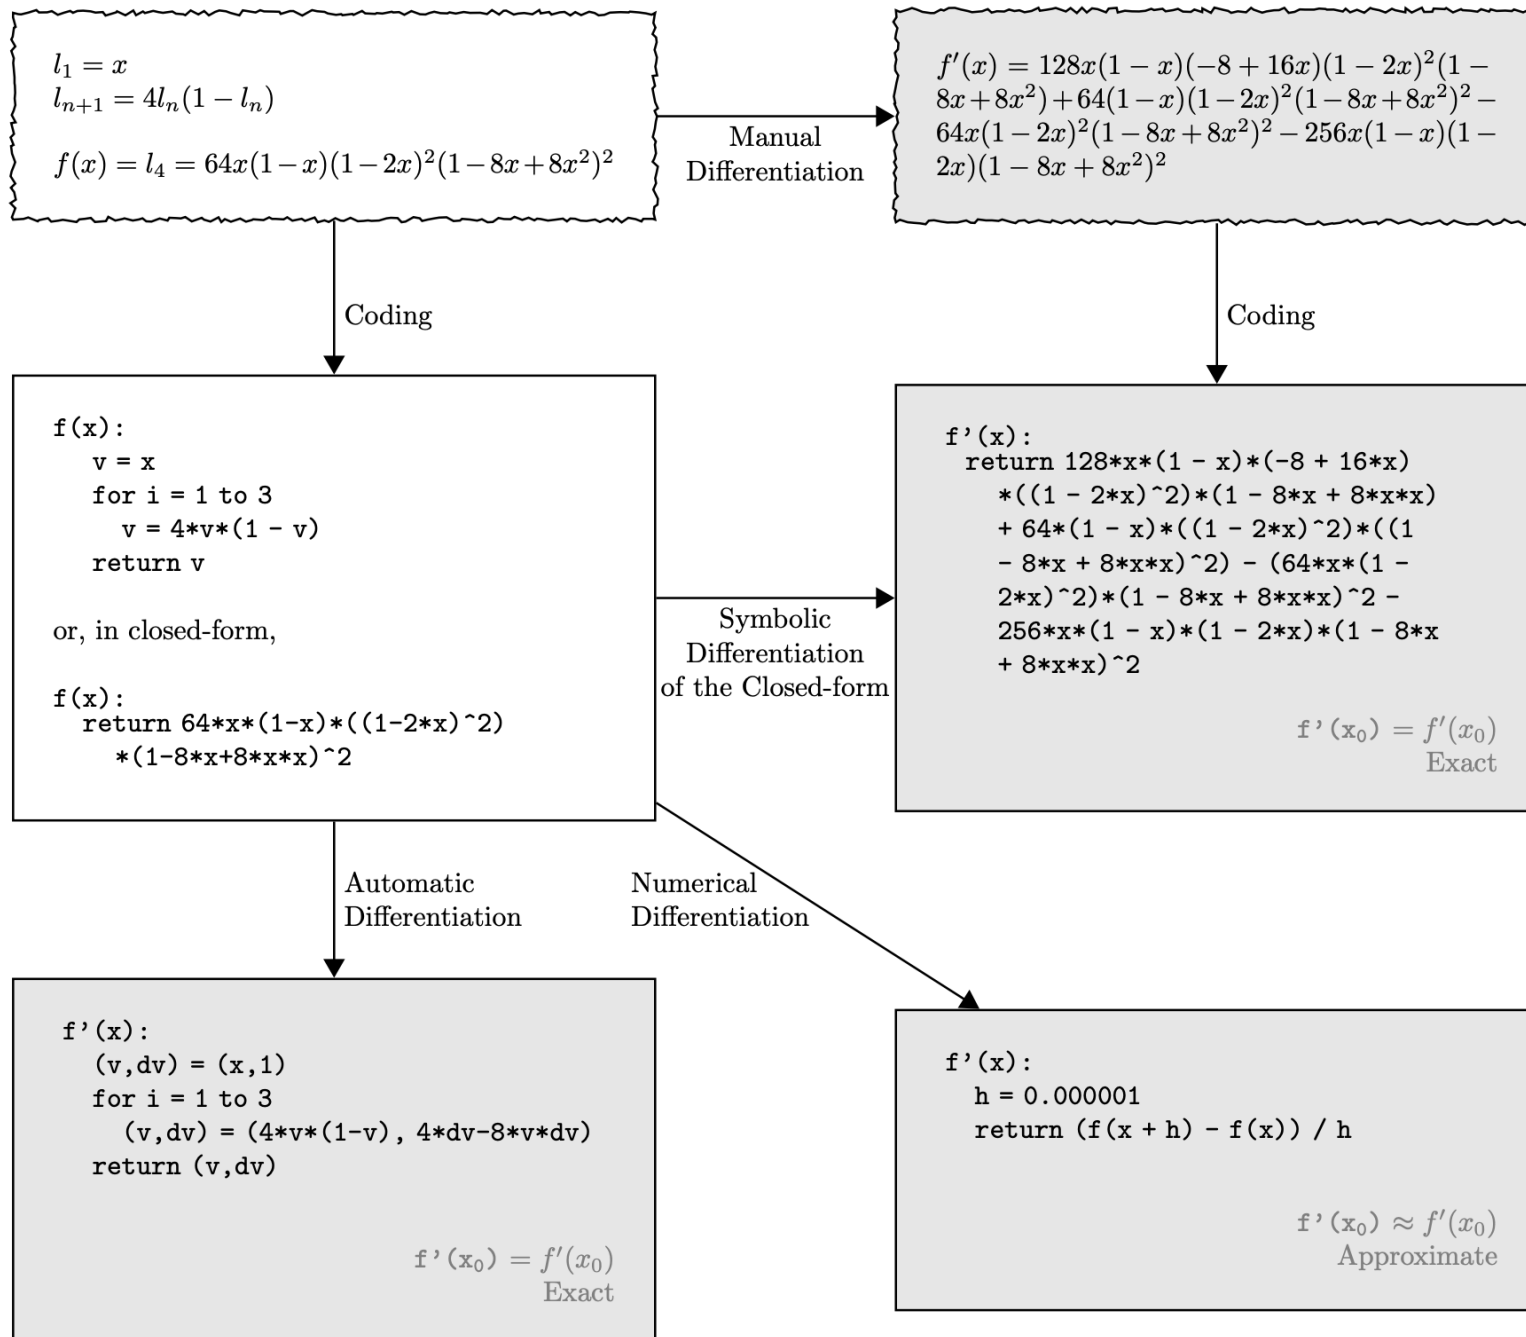 l₁ = x
lₙ₊₁ = 4lₙ(1 − lₙ)
f(x) = l₄ = 64x(1−x)(1−2x)²(1−8x+8x²)²
Manual
Differentiation
f′(x) = 128x(1 − x)(−8 + 16x)(1 − 2x)²(1 −
8x+8x²)+64(1−x)(1−2x)²(1−8x+8x²)²−
64x(1 − 2x)²(1 − 8x + 8x²)² − 256x(1 − x)(1 −
2x)(1 − 8x + 8x²)²
Coding
Coding
f(x):
v = x
for i = 1 to 3
v = 4*v*(1 - v)
return v
or, in closed-form,
f(x):
return 64*x*(1-x)*((1-2*x)^2)
*(1-8*x+8*x*x)^2
Symbolic
Differentiation
of the Closed-form
f'(x):
return 128*x*(1 - x)*(-8 + 16*x)
*((1 - 2*x)^2)*(1 - 8*x + 8*x*x)
+ 64*(1 - x)*((1 - 2*x)^2)*((1
- 8*x + 8*x*x)^2) - (64*x*(1 -
2*x)^2)*(1 - 8*x + 8*x*x)^2 -
256*x*(1 - x)*(1 - 2*x)*(1 - 8*x
+ 8*x*x)^2
f'(x₀) = f′(x₀)
Exact
Automatic
Differentiation
Numerical
Differentiation
f'(x):
(v,dv) = (x,1)
for i = 1 to 3
(v,dv) = (4*v*(1-v), 4*dv-8*v*dv)
return (v,dv)
f'(x₀) = f′(x₀)
Exact
f'(x):
h = 0.000001
return (f(x + h) - f(x)) / h
f'(x₀) ≈ f′(x₀)
Approximate